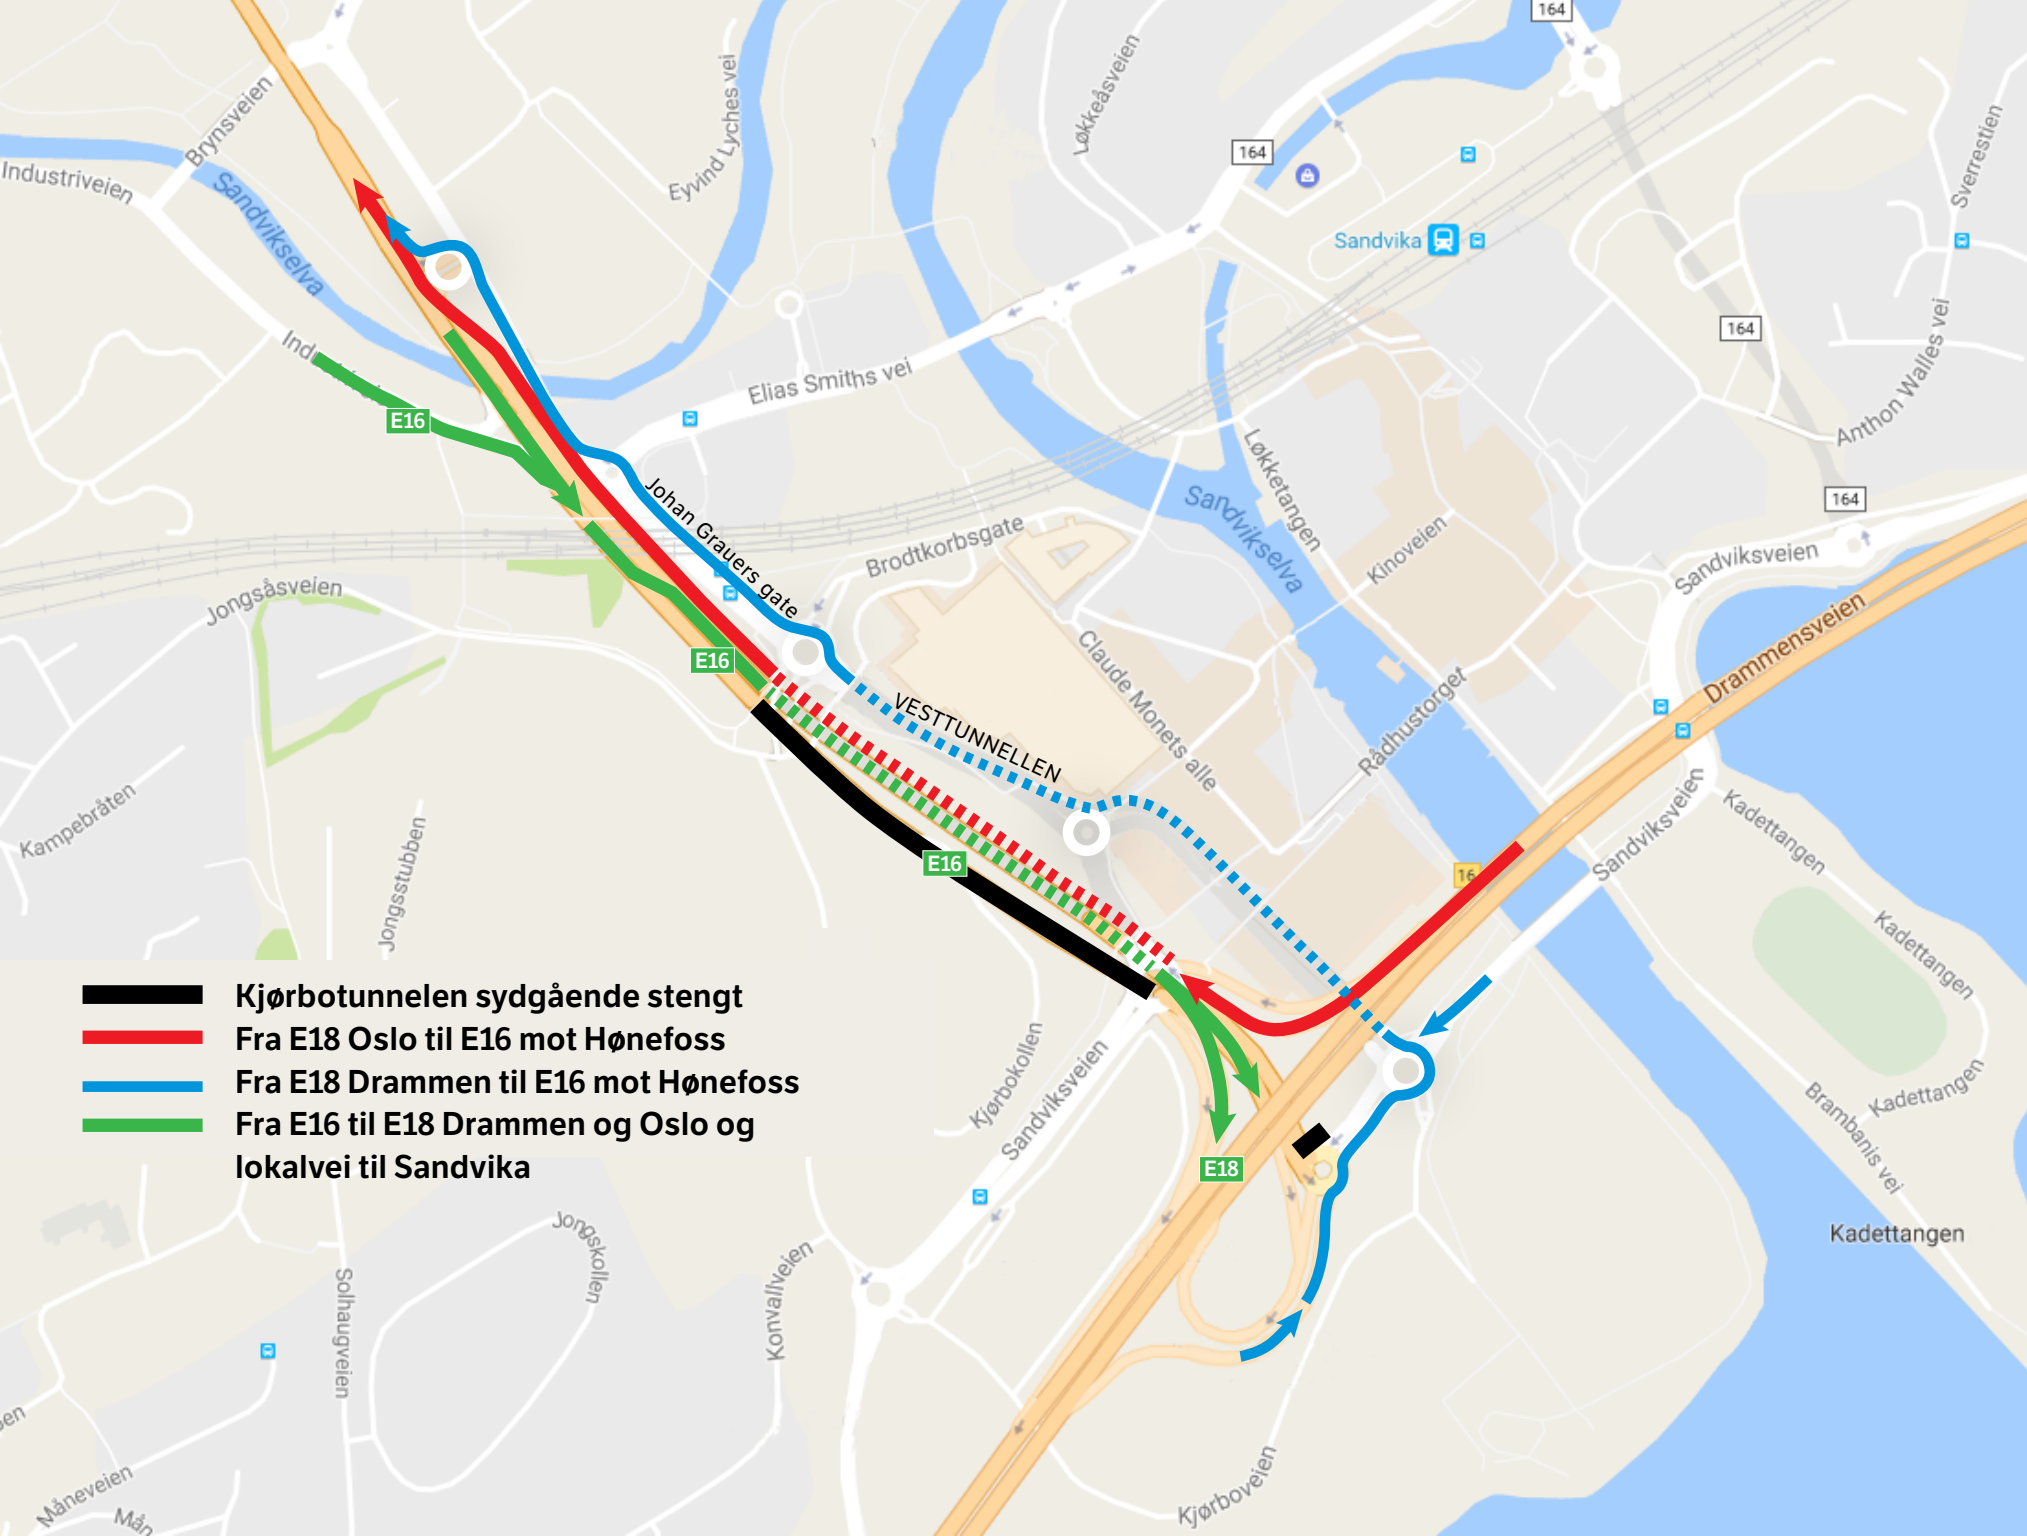 164
Brynsveien
Eyvind Lyches vei
Løkkeåsveien
164
Sverrestien
Industriveien
Sandvikselva
Sandvika
164
Anthon Walles vei
Elias Smiths vei
E16
Løkketangen
164
Johan Grauers gate
Brodtkorbsgate
Sandvikselva
Kinoveien
Sandviksveien
Jongsåsveien
Drammensveien
E16
Claude Monets alle
Rådhustorget
VESTTUNNELLEN
Kampebråten
Jongsstubben
E16
16
Sandviksveien
Kadettangen
Kadettangen
Kadettangen
Kjørbotunnelen sydgående stengt
Fra E18 Oslo til E16 mot Hønefoss
Fra E18 Drammen til E16 mot Hønefoss
Fra E16 til E18 Drammen og Oslo og
lokalvei til Sandvika
Kjørbokollen
Sandviksveien
E18
Brambanis vei
Kadettangen
Jongskollen
Solhaugveien
Konvallveien
Måneveien
Kjørboveien